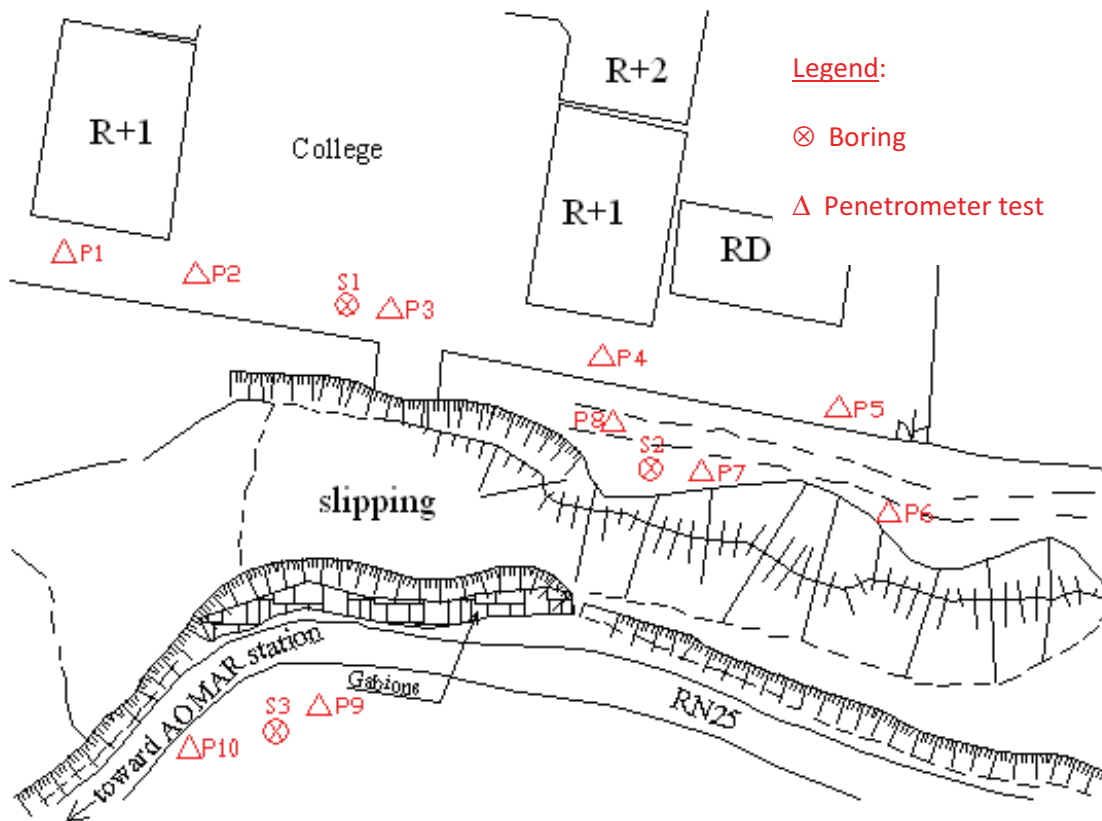 R+2
Legend:
R+1
⊗ Boring
College
R+1
Δ Penetrometer test
RD
P1
P2
S1
P3
P4
P5
P8
S2
P7
slipping
P6
toward AOMAR station
Gabions
RN25
S3
P9
P10